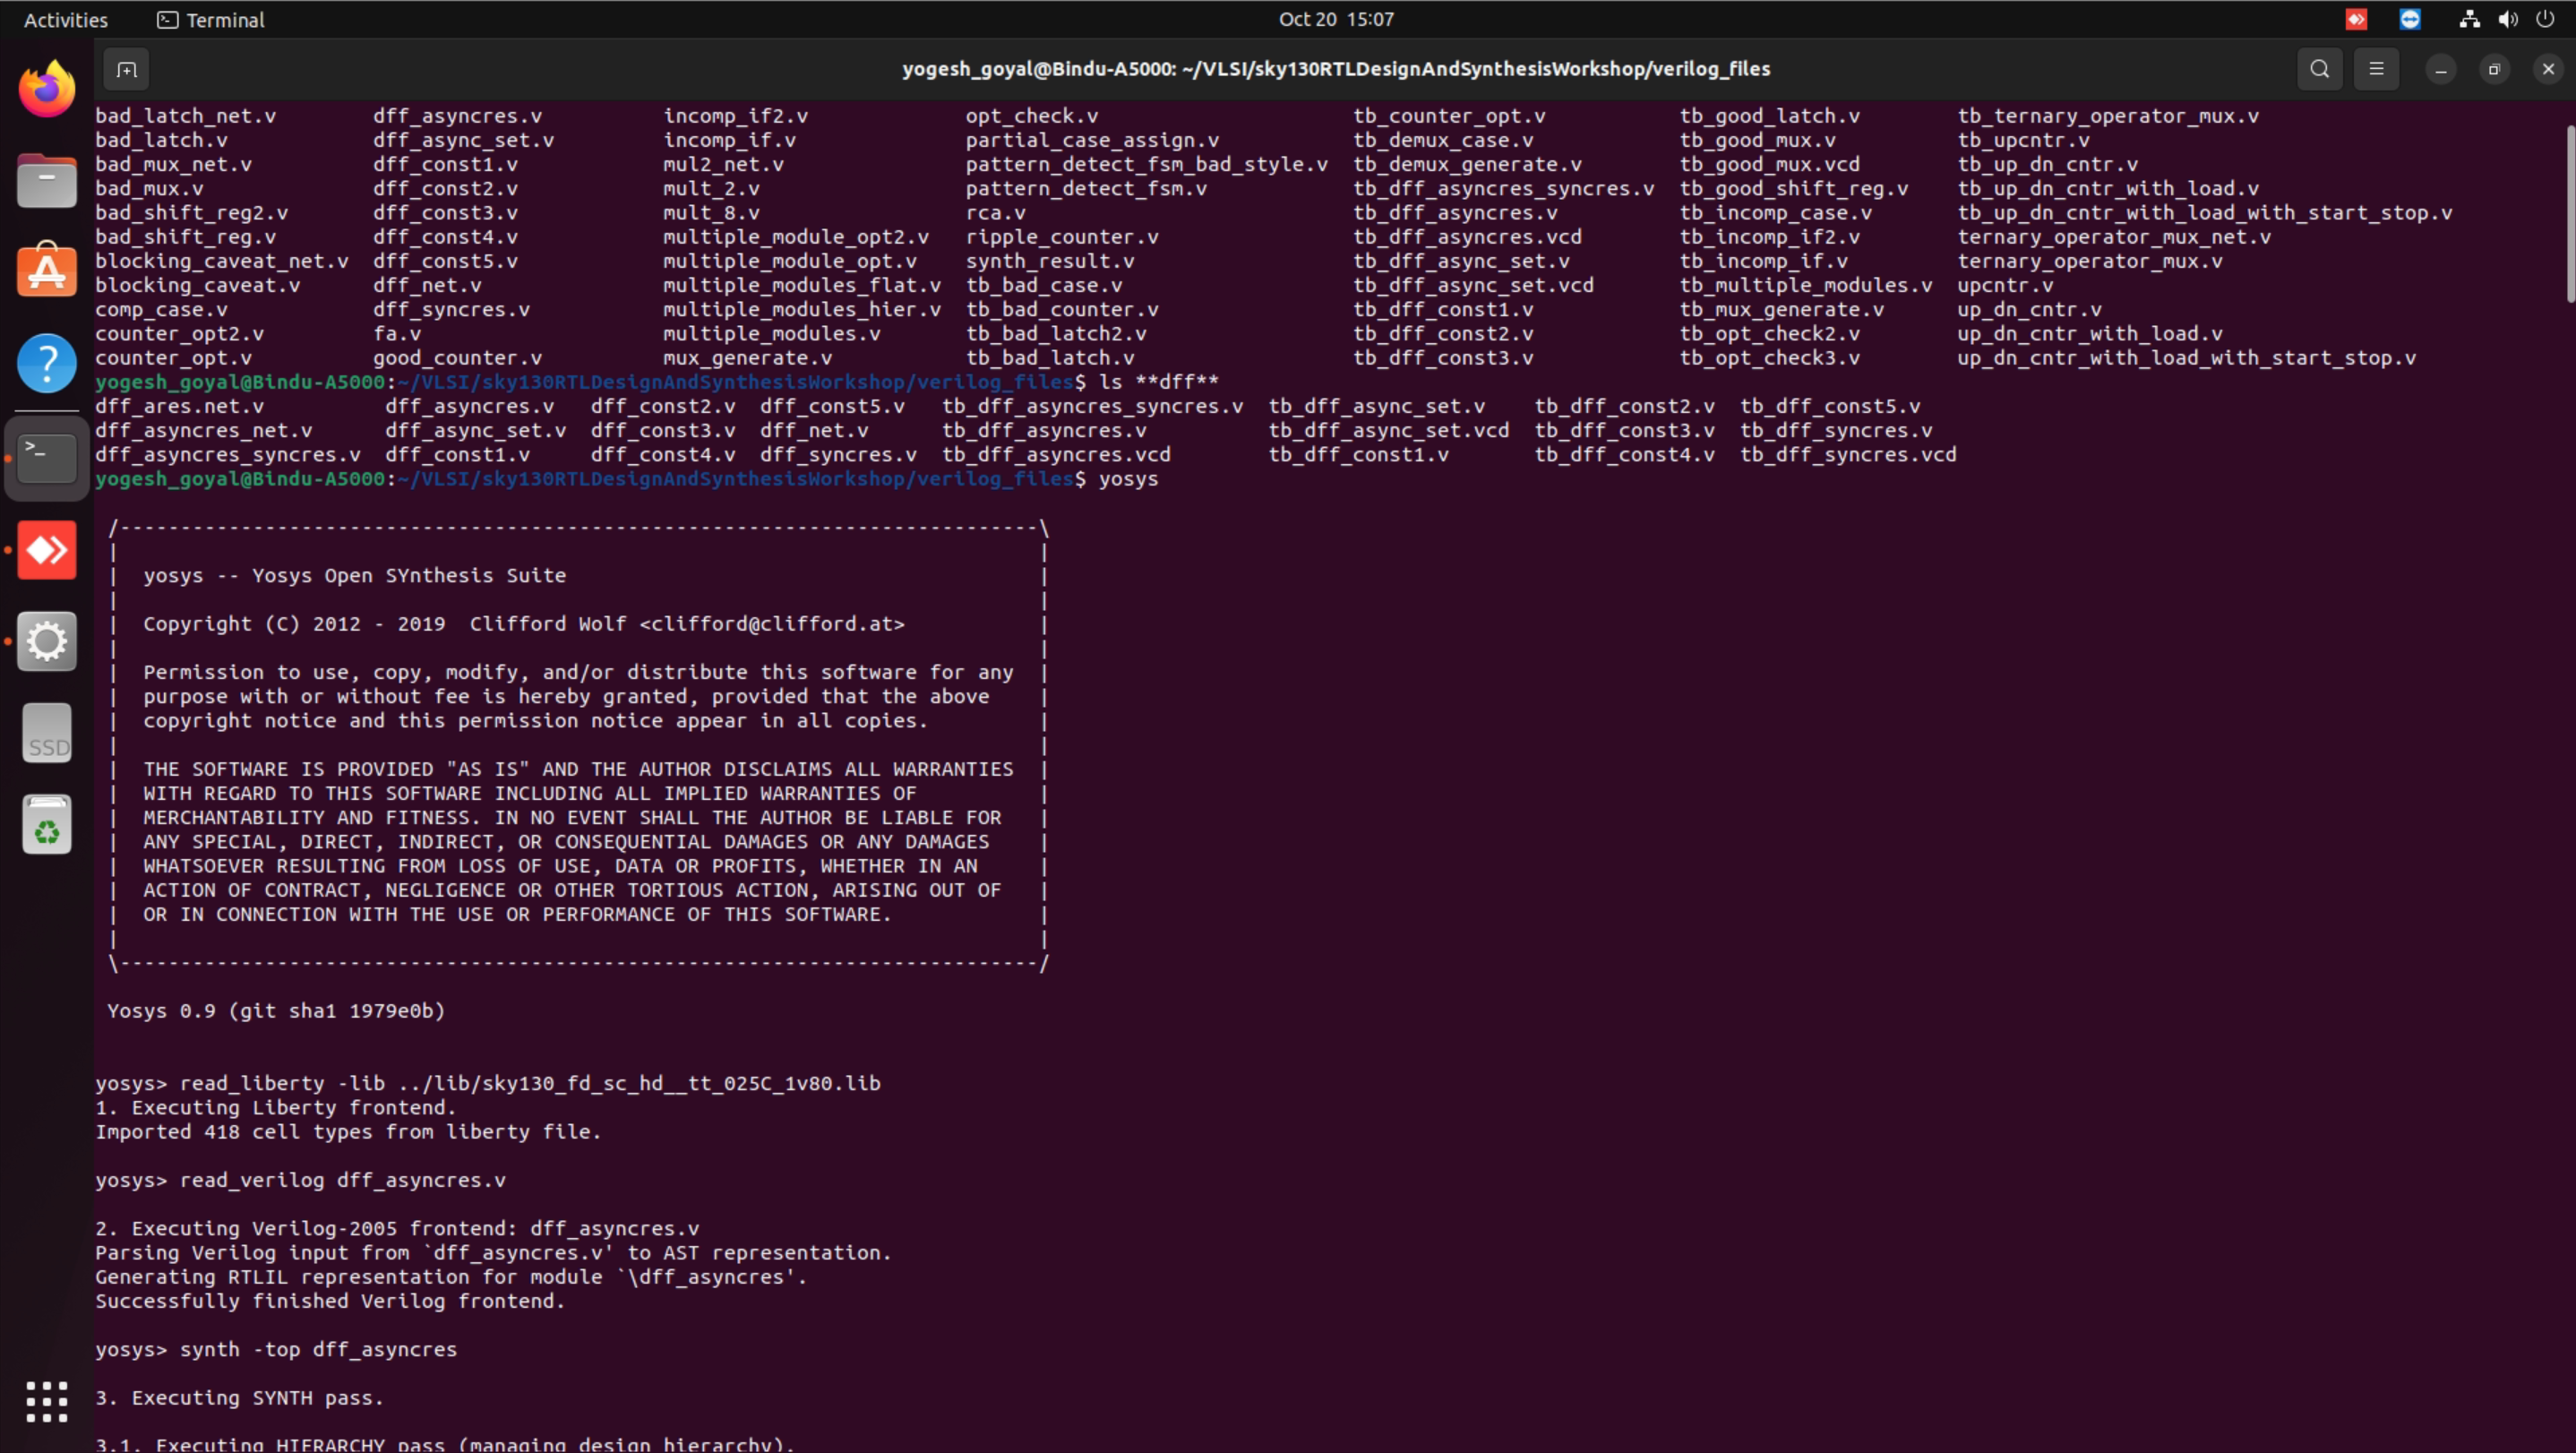 Activities Terminal Oct 20 15:07
yogesh_goyal@Bindu-A5000: ~/VLSI/sky130RTLDesignAndSynthesisWorkshop/verilog_files
bad_latch_net.v dff_asyncres.v incomp_if2.v opt_check.v tb_counter_opt.v tb_good_latch.v tb_ternary_operator_mux.v
bad_latch.v dff_async_set.v incomp_if.v partial_case_assign.v tb_demux_case.v tb_good_mux.v tb_upcntr.v
bad_mux_net.v dff_const1.v mul2_net.v pattern_detect_fsm_bad_style.v tb_demux_generate.v tb_good_mux.vcd tb_up_dn_cntr.v
bad_mux.v dff_const2.v mult_2.v pattern_detect_fsm.v tb_dff_asyncres_syncres.v tb_good_shift_reg.v tb_up_dn_cntr_with_load.v
bad_shift_reg2.v dff_const3.v mult_8.v rca.v tb_dff_asyncres.v tb_incomp_case.v tb_up_dn_cntr_with_load_with_start_stop.v
bad_shift_reg.v dff_const4.v multiple_module_opt2.v ripple_counter.v tb_dff_asyncres.vcd tb_incomp_if2.v ternary_operator_mux_net.v
blocking_caveat_net.v dff_const5.v multiple_module_opt.v synth_result.v tb_dff_async_set.v tb_incomp_if.v ternary_operator_mux.v
blocking_caveat.v dff_net.v multiple_modules_flat.v tb_bad_case.v tb_dff_async_set.vcd tb_multiple_modules.v upcntr.v
comp_case.v dff_syncres.v multiple_modules_hier.v tb_bad_counter.v tb_dff_const1.v tb_mux_generate.v up_dn_cntr.v
counter_opt2.v fa.v multiple_modules.v tb_bad_latch2.v tb_dff_const2.v tb_opt_check2.v up_dn_cntr_with_load.v
counter_opt.v good_counter.v mux_generate.v tb_bad_latch.v tb_dff_const3.v tb_opt_check3.v up_dn_cntr_with_load_with_start_stop.v
yogesh_goyal@Bindu-A5000:~/VLSI/sky130RTLDesignAndSynthesisWorkshop/verilog_files$ ls **dff**
dff_ares.net.v dff_asyncres.v dff_const2.v dff_const5.v tb_dff_asyncres_syncres.v tb_dff_async_set.v tb_dff_const2.v tb_dff_const5.v
dff_asyncres_net.v dff_async_set.v dff_const3.v dff_net.v tb_dff_asyncres.v tb_dff_async_set.vcd tb_dff_const3.v tb_dff_syncres.v
dff_asyncres_syncres.v dff_const1.v dff_const4.v dff_syncres.v tb_dff_asyncres.vcd tb_dff_const1.v tb_dff_const4.v tb_dff_syncres.vcd
yogesh_goyal@Bindu-A5000:~/VLSI/sky130RTLDesignAndSynthesisWorkshop/verilog_files$ yosys
/----------------------------------------------------------------------------\
| |
| yosys -- Yosys Open SYnthesis Suite |
| |
| Copyright (C) 2012 - 2019 Clifford Wolf <clifford@clifford.at> |
| |
| Permission to use, copy, modify, and/or distribute this software for any |
| purpose with or without fee is hereby granted, provided that the above |
| copyright notice and this permission notice appear in all copies. |
| |
| THE SOFTWARE IS PROVIDED "AS IS" AND THE AUTHOR DISCLAIMS ALL WARRANTIES |
| WITH REGARD TO THIS SOFTWARE INCLUDING ALL IMPLIED WARRANTIES OF |
| MERCHANTABILITY AND FITNESS. IN NO EVENT SHALL THE AUTHOR BE LIABLE FOR |
| ANY SPECIAL, DIRECT, INDIRECT, OR CONSEQUENTIAL DAMAGES OR ANY DAMAGES |
| WHATSOEVER RESULTING FROM LOSS OF USE, DATA OR PROFITS, WHETHER IN AN |
| ACTION OF CONTRACT, NEGLIGENCE OR OTHER TORTIOUS ACTION, ARISING OUT OF |
| OR IN CONNECTION WITH THE USE OR PERFORMANCE OF THIS SOFTWARE. |
| |
\----------------------------------------------------------------------------/
Yosys 0.9 (git sha1 1979e0b)
yosys> read_liberty -lib ../lib/sky130_fd_sc_hd__tt_025C_1v80.lib
1. Executing Liberty frontend.
Imported 418 cell types from liberty file.
yosys> read_verilog dff_asyncres.v
2. Executing Verilog-2005 frontend: dff_asyncres.v
Parsing Verilog input from `dff_asyncres.v' to AST representation.
Generating RTLIL representation for module `\dff_asyncres'.
Successfully finished Verilog frontend.
yosys> synth -top dff_asyncres
3. Executing SYNTH pass.
3.1. Executing HIERARCHY pass (managing design hierarchy).
SSD